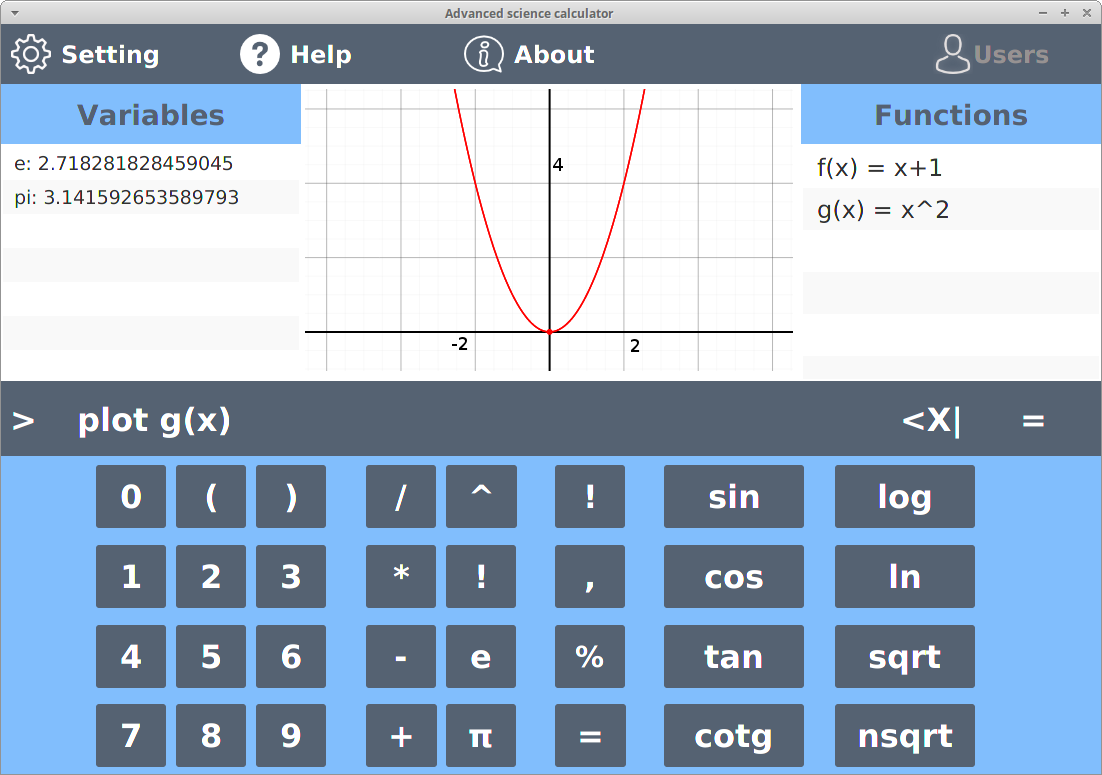 Advanced science calculator
Setting Help About Users
Variables
e: 2.718281828459045
pi: 3.141592653589793
4
-2 2
Functions
f(x) = x+1
g(x) = x^2
> plot g(x) <X| =
0 ( ) / ^ ! sin log
1 2 3 * ! , cos ln
4 5 6 - e % tan sqrt
7 8 9 + π = cotg nsqrt